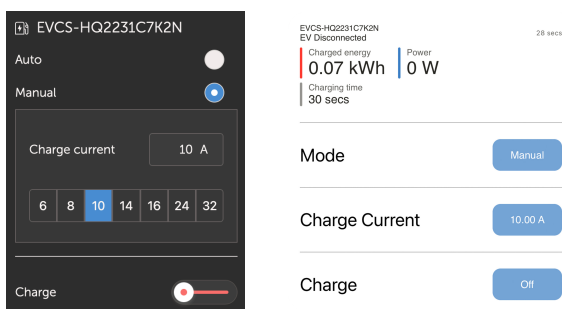 EVCS-HQ2231C7K2N
Auto
Manual
Charge current
10 A
6 8 10 14 16 24 32
Charge
EVCS-HQ2231C7K2N
EV Disconnected
28 secs
Charged energy
0.07 kWh
Power
0 W
Charging time
30 secs
Mode
Manual
Charge Current
10.00 A
Charge
Off